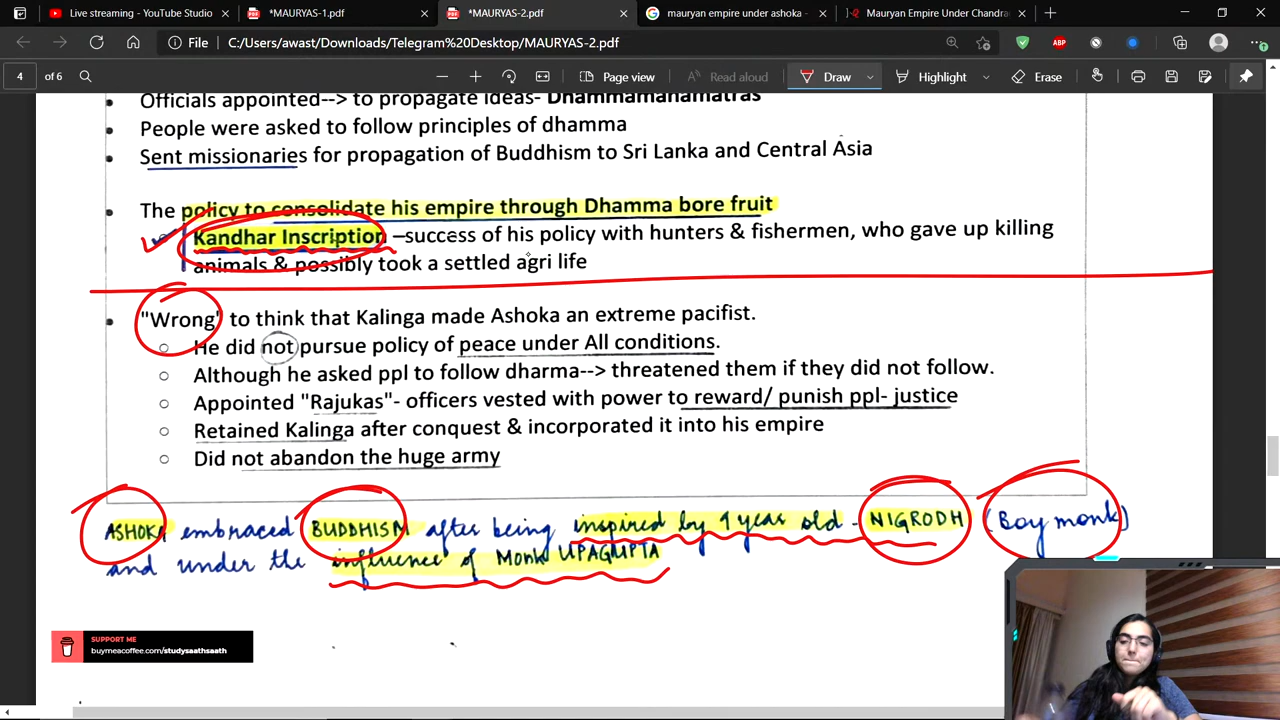 Live streaming - YouTube Studio
*MAURYAS-1.pdf
*MAURYAS-2.pdf
mauryan empire under ashoka -
Mauryan Empire Under Chandra
File C:/Users/awast/Downloads/Telegram%20Desktop/MAURYAS-2.pdf
ABP
4 of 6
Page view
Read aloud
Draw
Highlight
Erase
Officials appointed--> to propagate ideas- Dhammamahamatras
People were asked to follow principles of dhamma
Sent missionaries for propagation of Buddhism to Sri Lanka and Central Asia
The policy to consolidate his empire through Dhamma bore fruit
Kandhar Inscription –success of his policy with hunters & fishermen, who gave up killing
animals & possibly took a settled agri life
"Wrong" to think that Kalinga made Ashoka an extreme pacifist.
He did not pursue policy of peace under All conditions.
Although he asked ppl to follow dharma--> threatened them if they did not follow.
Appointed "Rajukas"- officers vested with power to reward/ punish ppl- justice
Retained Kalinga after conquest & incorporated it into his empire
Did not abandon the huge army
ASHOKA embraced BUDDHISM after being inspired by 9 year old - NIGRODH (Boy monk)
and under the influence of Monk UPAGUPTA
SUPPORT ME
buymeacoffee.com/studysaathsaath